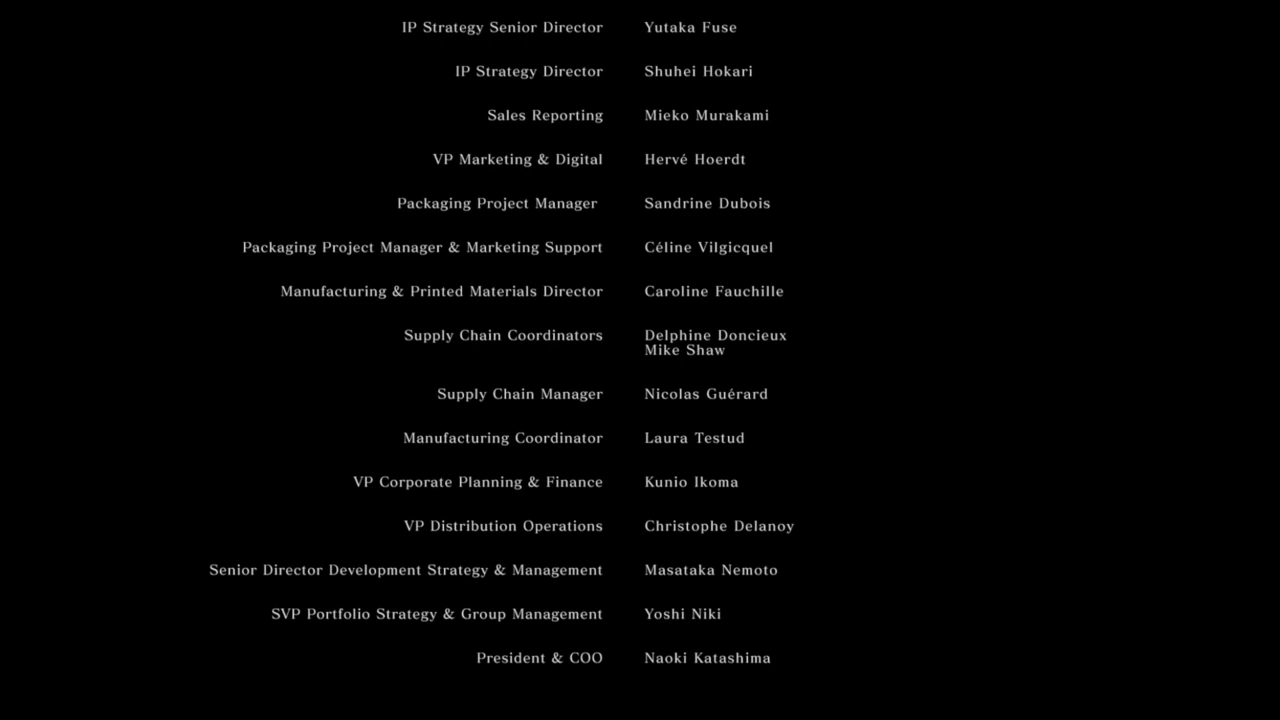 IP Strategy Senior Director Yutaka Fuse
IP Strategy Director Shuhei Hokari
Sales Reporting Mieko Murakami
VP Marketing & Digital Hervé Hoerdt
Packaging Project Manager Sandrine Dubois
Packaging Project Manager & Marketing Support Céline Vilgicquel
Manufacturing & Printed Materials Director Caroline Fauchille
Supply Chain Coordinators Delphine Doncieux
Mike Shaw
Supply Chain Manager Nicolas Guérard
Manufacturing Coordinator Laura Testud
VP Corporate Planning & Finance Kunio Ikoma
VP Distribution Operations Christophe Delanoy
Senior Director Development Strategy & Management Masataka Nemoto
SVP Portfolio Strategy & Group Management Yoshi Niki
President & COO Naoki Katashima